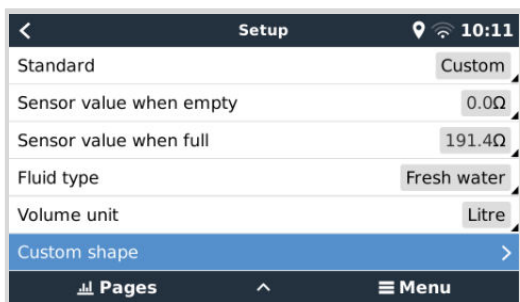 Setup 10:11
Standard Custom
Sensor value when empty 0.0Ω
Sensor value when full 191.4Ω
Fluid type Fresh water
Volume unit Litre
Custom shape
Pages Menu